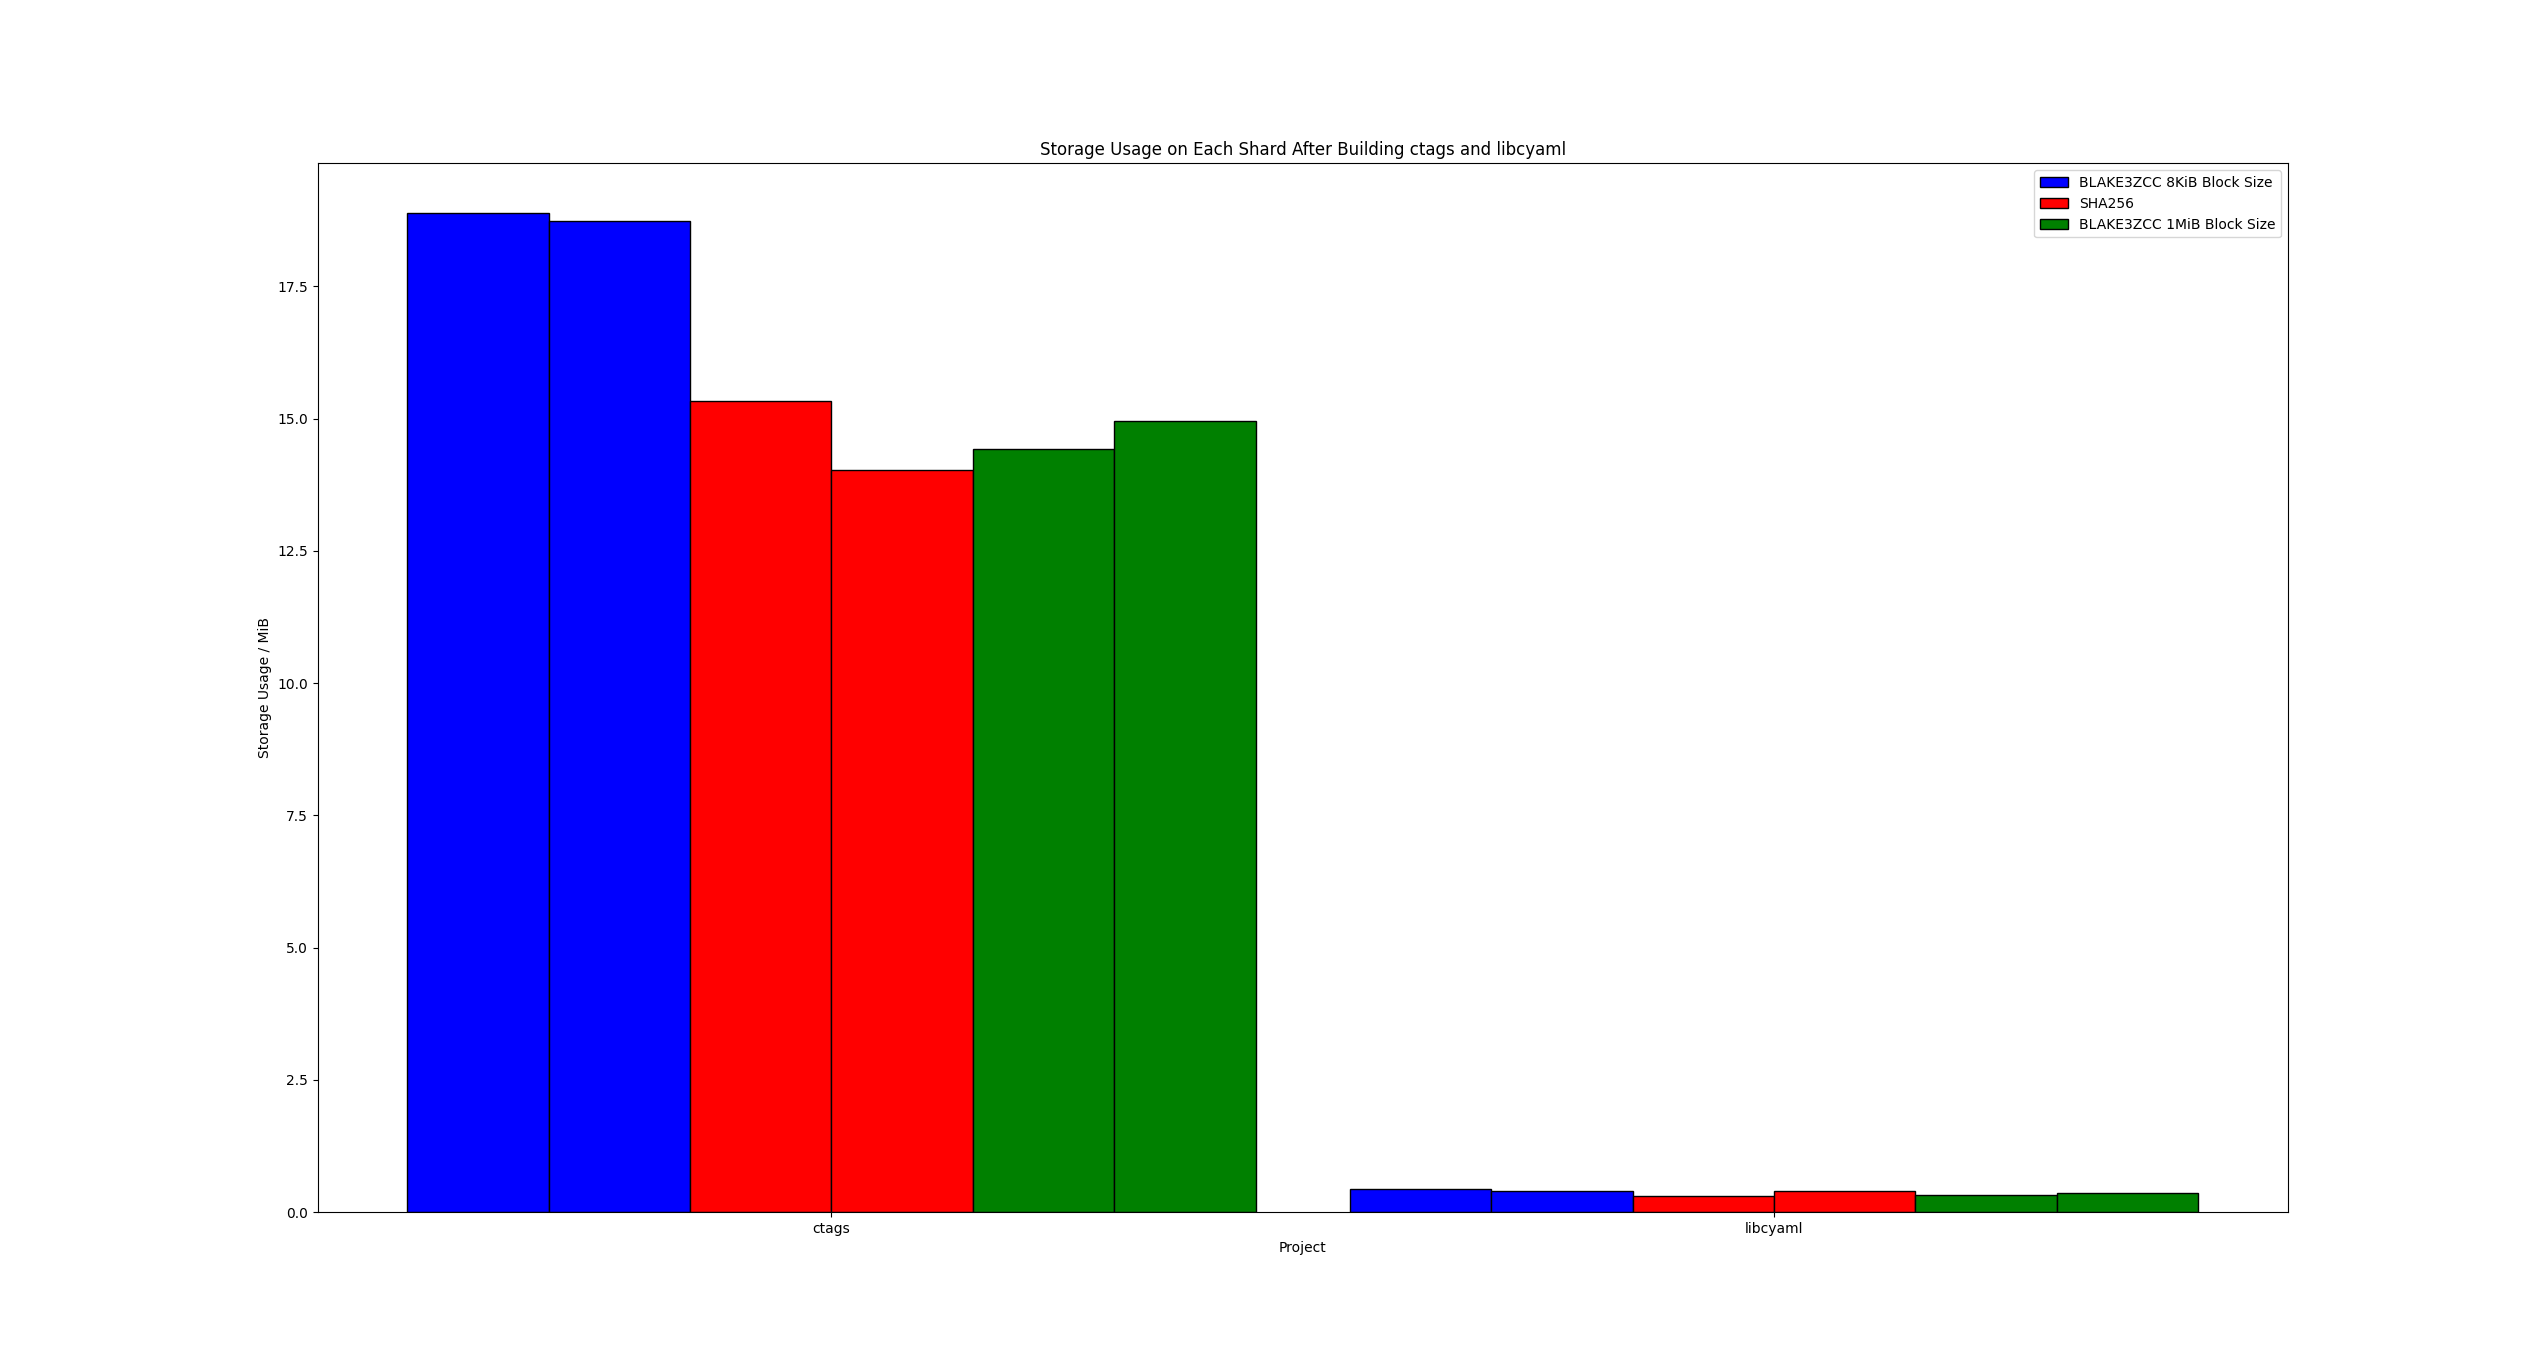 Storage Usage on Each Shard After Building ctags and libcyaml
BLAKE3ZCC 8KiB Block Size
SHA256
BLAKE3ZCC 1MiB Block Size
Storage Usage / MiB
17.5
15.0
12.5
10.0
7.5
5.0
2.5
0.0
ctags
libcyaml
Project